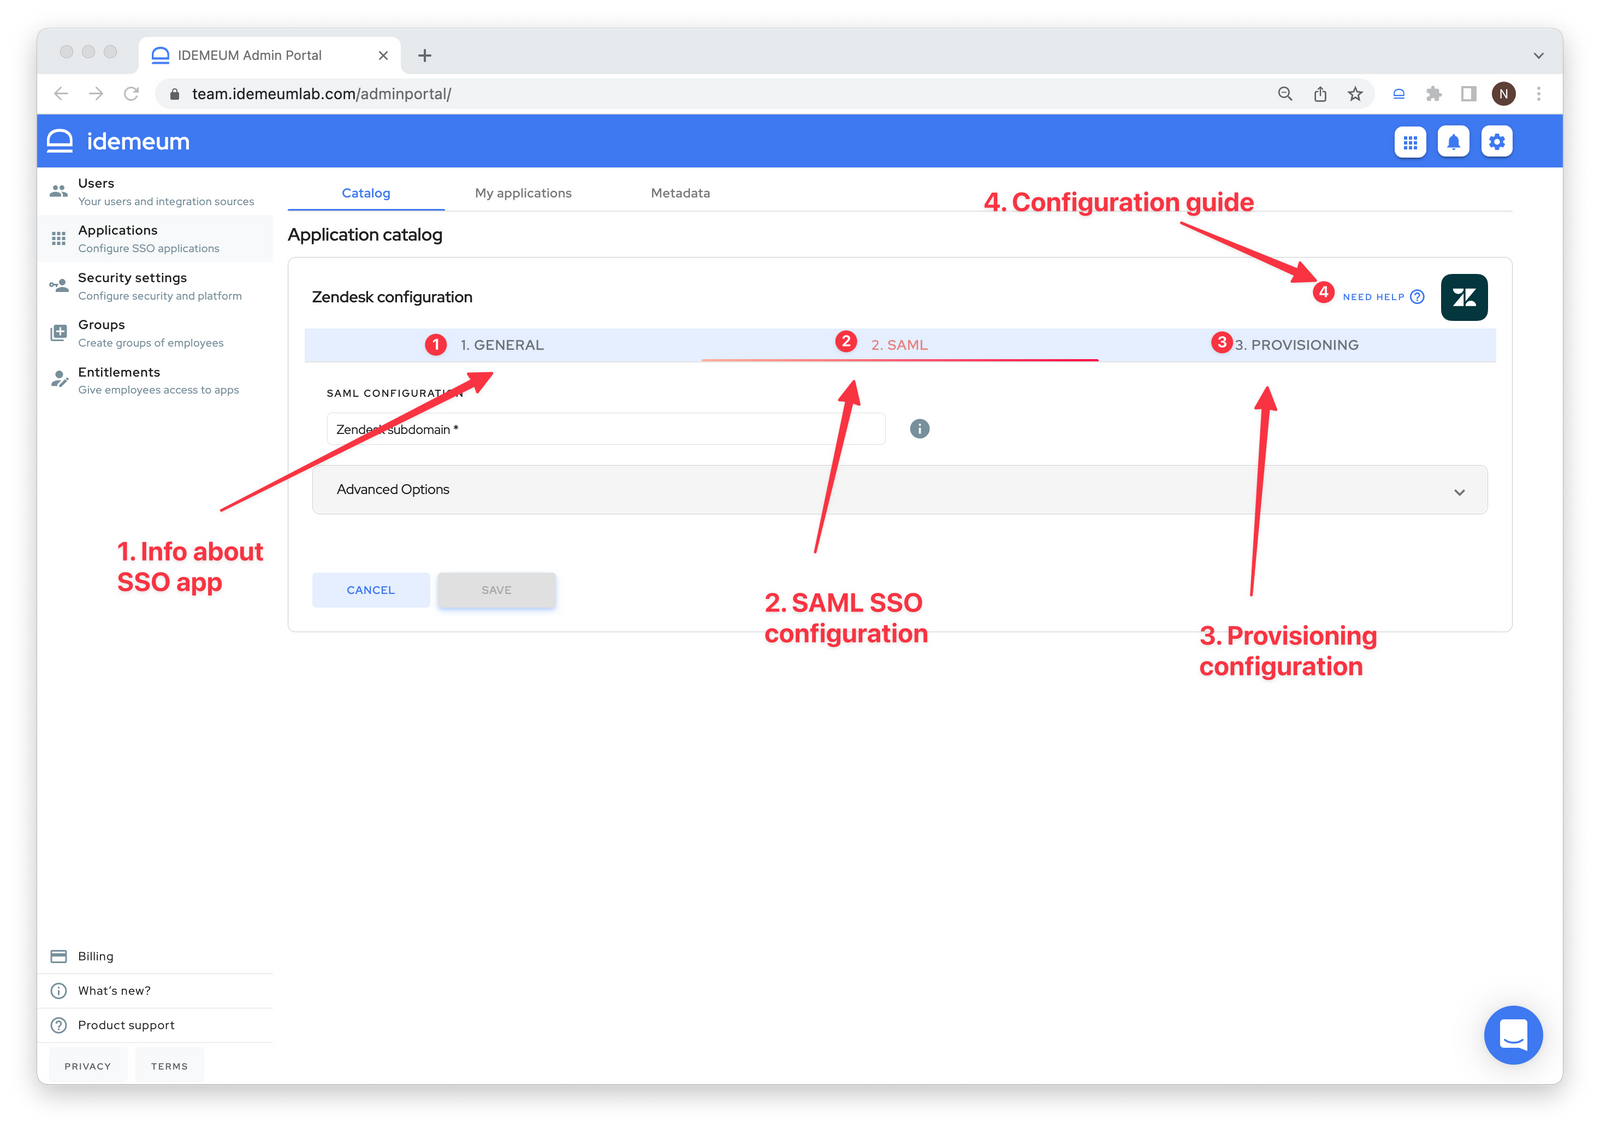 IDEMEUM Admin Portal
team.idemeumlab.com/adminportal/
N
idemeum
Users
Your users and integration sources
Applications
Configure SSO applications
Security settings
Configure security and platform
Groups
Create groups of employees
Entitlements
Give employees access to apps
Catalog
My applications
Metadata
4. Configuration guide
Application catalog
Zendesk configuration
4
NEED HELP
1
1. GENERAL
2
2. SAML
3
3. PROVISIONING
SAML CONFIGURATION
Zendesk subdomain *
Advanced Options
1. Info about
SSO app
CANCEL
SAVE
2. SAML SSO
configuration
3. Provisioning
configuration
Billing
What's new?
Product support
PRIVACY
TERMS